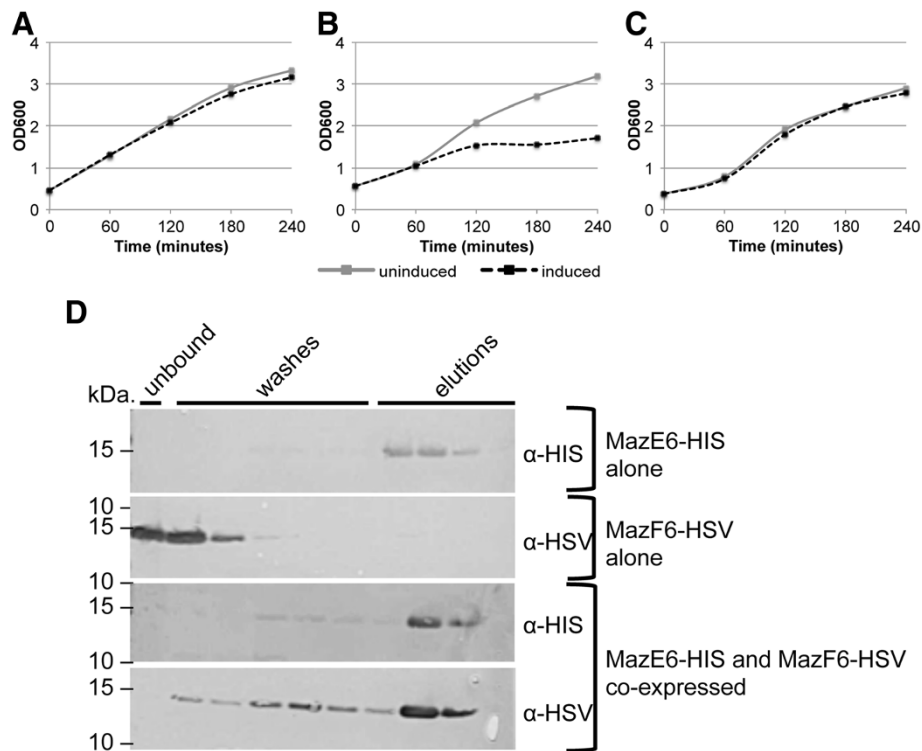 A
B
C
4
3
2
1
0
OD600
0 60 120 180 240
Time (minutes)
4
3
2
1
0
OD600
0 60 120 180 240
Time (minutes)
4
3
2
1
0
OD600
0 60 120 180 240
Time (minutes)
uninduced induced
D
unbound
washes
elutions
kDa.
15
10
α-HIS
MazE6-HIS
alone
15
10
α-HSV
MazF6-HSV
alone
15
10
α-HIS
15
10
α-HSV
MazE6-HIS and MazF6-HSV
co-expressed